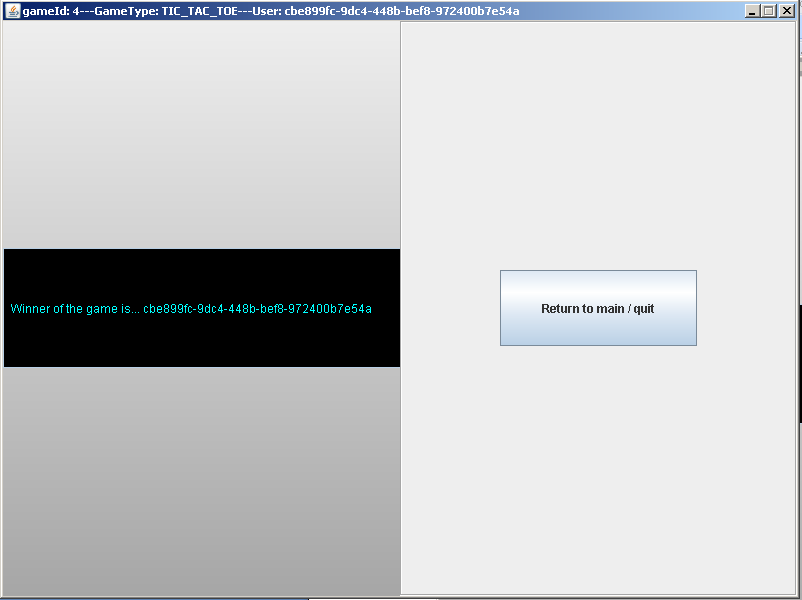 gameId: 4---GameType: TIC_TAC_TOE---User: cbe899fc-9dc4-448b-bef8-972400b7e54a
Winner of the game is... cbe899fc-9dc4-448b-bef8-972400b7e54a
Return to main / quit